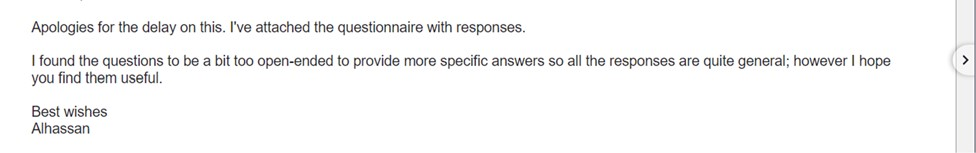 Apologies for the delay on this. I've attached the questionnaire with responses.
I found the questions to be a bit too open-ended to provide more specific answers so all the responses are quite general; however I hope
you find them useful.
Best wishes
Alhassan